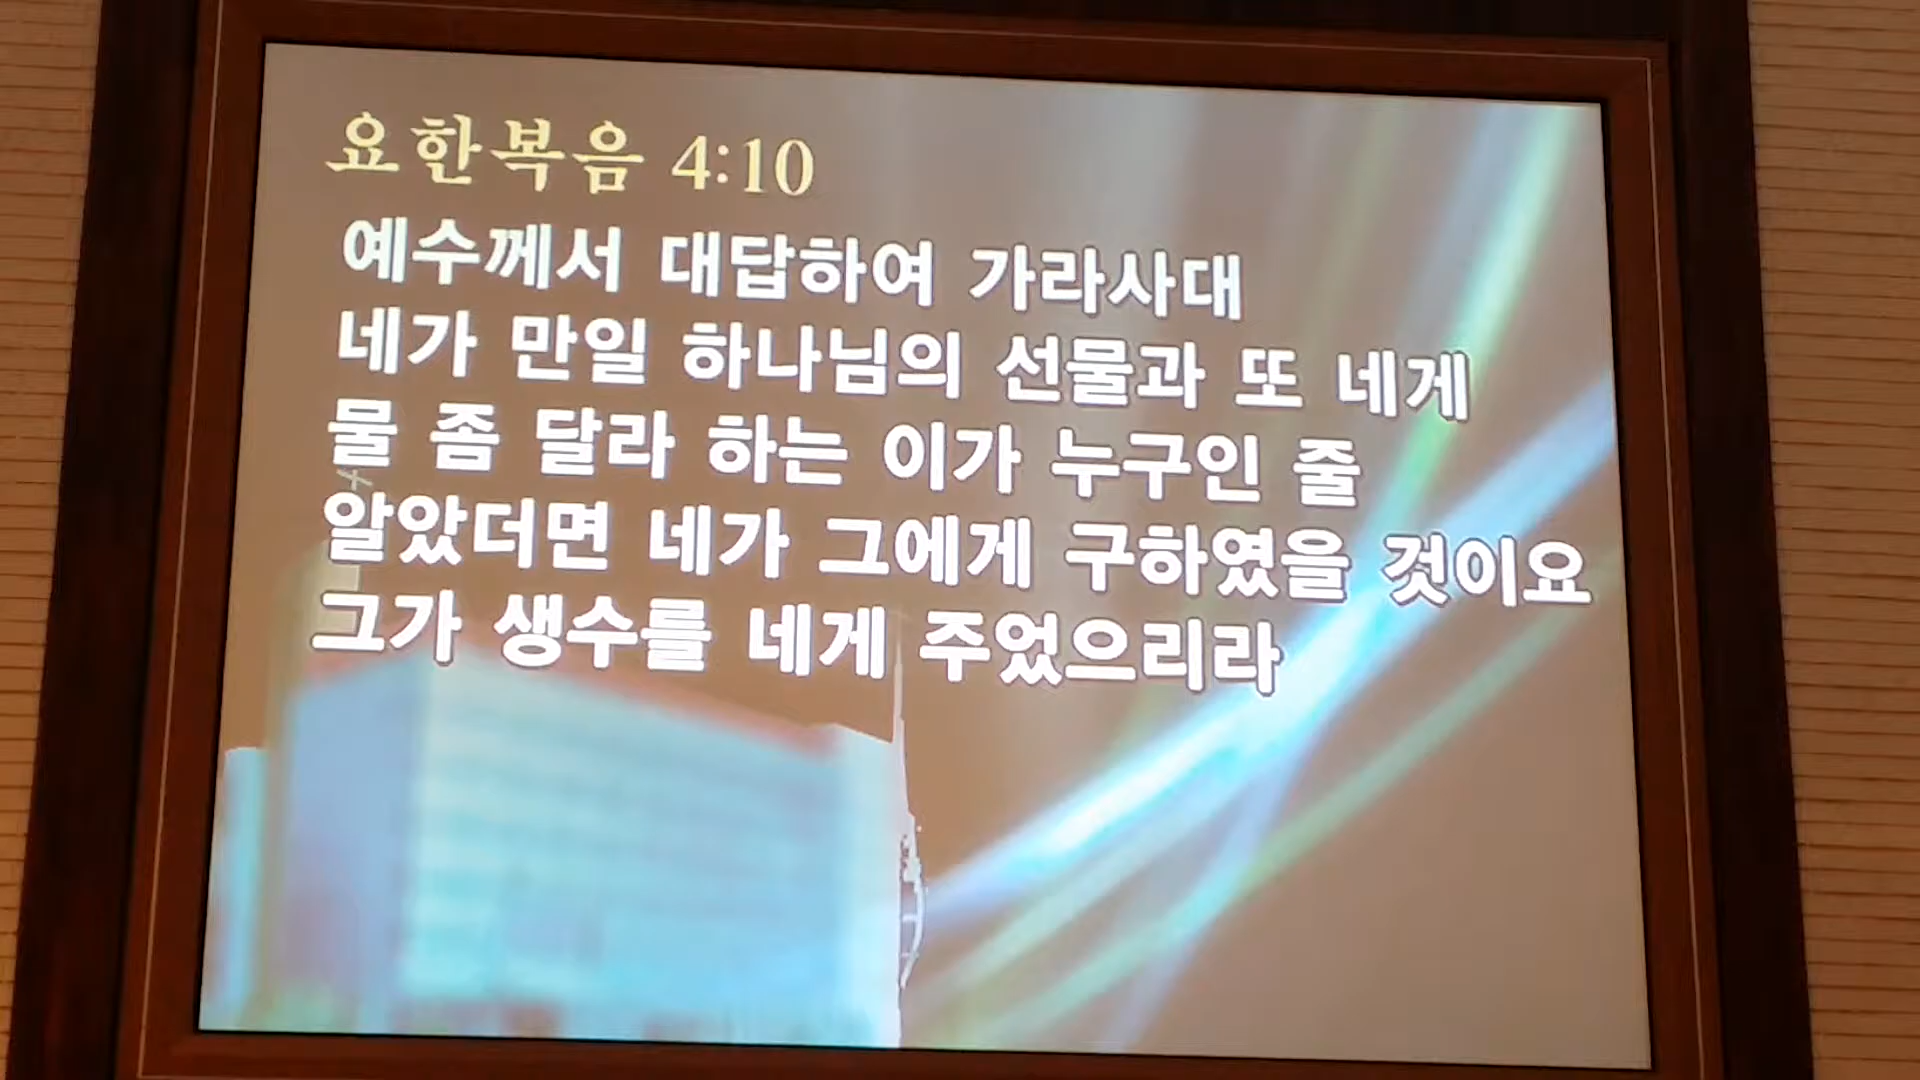 요한복음 4:10
예수께서 대답하여 가라사대
네가 만일 하나님의 선물과 또 네게
물 좀 달라 하는 이가 누구인 줄
알았더면 네가 그에게 구하였을 것이요
그가 생수를 네게 주었으리라